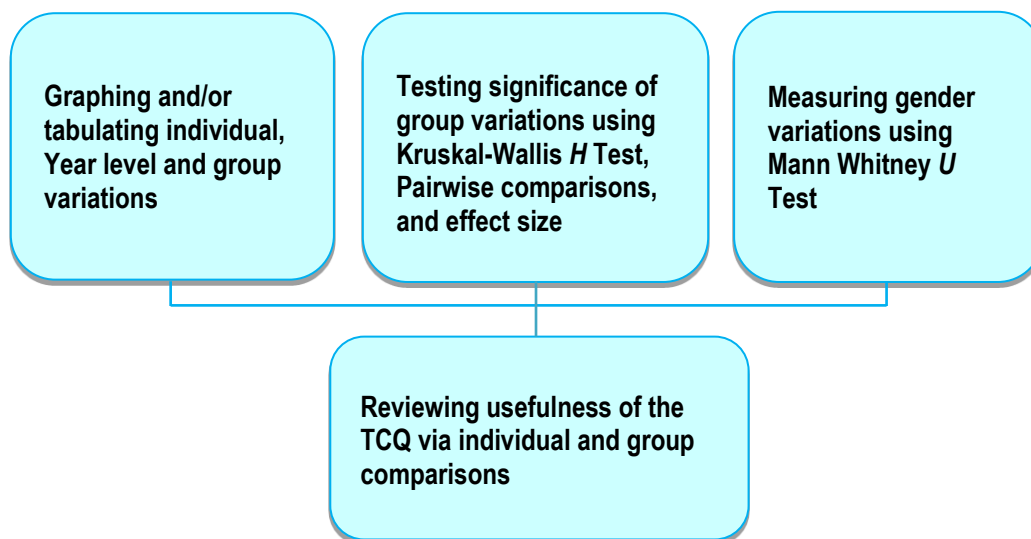 Graphing and/or
tabulating individual,
Year level and group
variations
Testing significance of
group variations using
Kruskal-Wallis H Test,
Pairwise comparisons,
and effect size
Measuring gender
variations using
Mann Whitney U
Test
Reviewing usefulness of the
TCQ via individual and group
comparisons